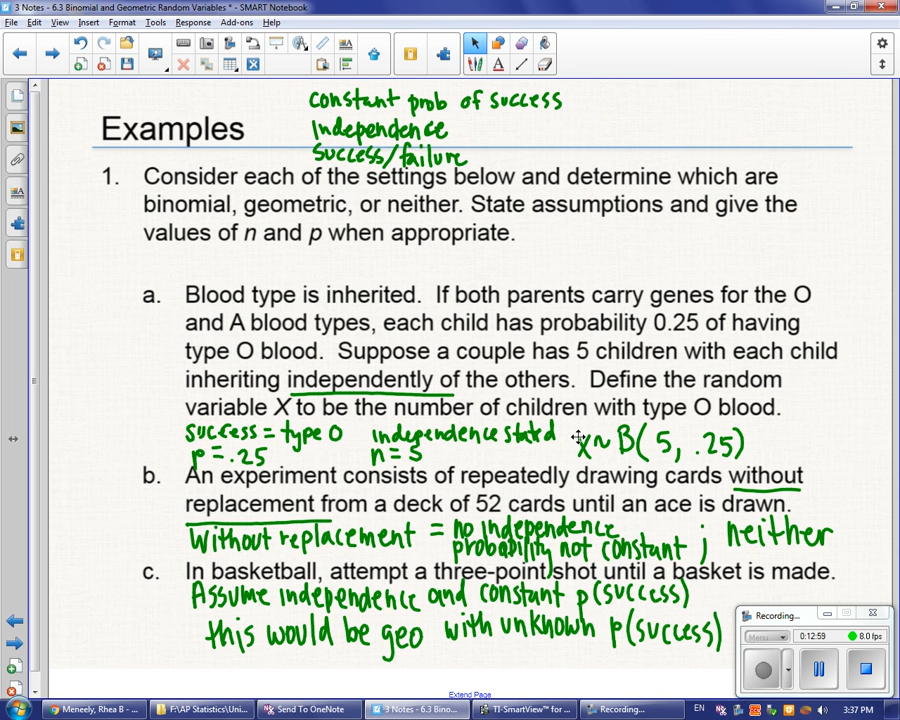 3 Notes - 6.3 Binomial and Geometric Random Variables * - SMART Notebook
File Edit View Insert Format Tools Response Add-ons Help
constant prob of success
Examples
Independence
success/failure
1. Consider each of the settings below and determine which are
binomial, geometric, or neither. State assumptions and give the
values of n and p when appropriate.
a. Blood type is inherited. If both parents carry genes for the O
and A blood types, each child has probability 0.25 of having
type O blood. Suppose a couple has 5 children with each child
inheriting independently of the others. Define the random
variable X to be the number of children with type O blood.
success = type O independence stated X ~ B(5, .25)
p = .25 n = 5
b. An experiment consists of repeatedly drawing cards without
replacement from a deck of 52 cards until an ace is drawn.
Without replacement = no independence
probability not constant ; neither
c. In basketball, attempt a three-point shot until a basket is made.
Assume independence and constant p(success)
this would be geo with unknown p(success)
Recording...
Menu 0:12:59 8.0 fps
Extend Page
Meneely, Rhea B - ... F:\AP Statistics\Uni... Send To OneNote 3 Notes - 6.3 Bino... TI-SmartView™ for ... Recording... EN 3:37 PM